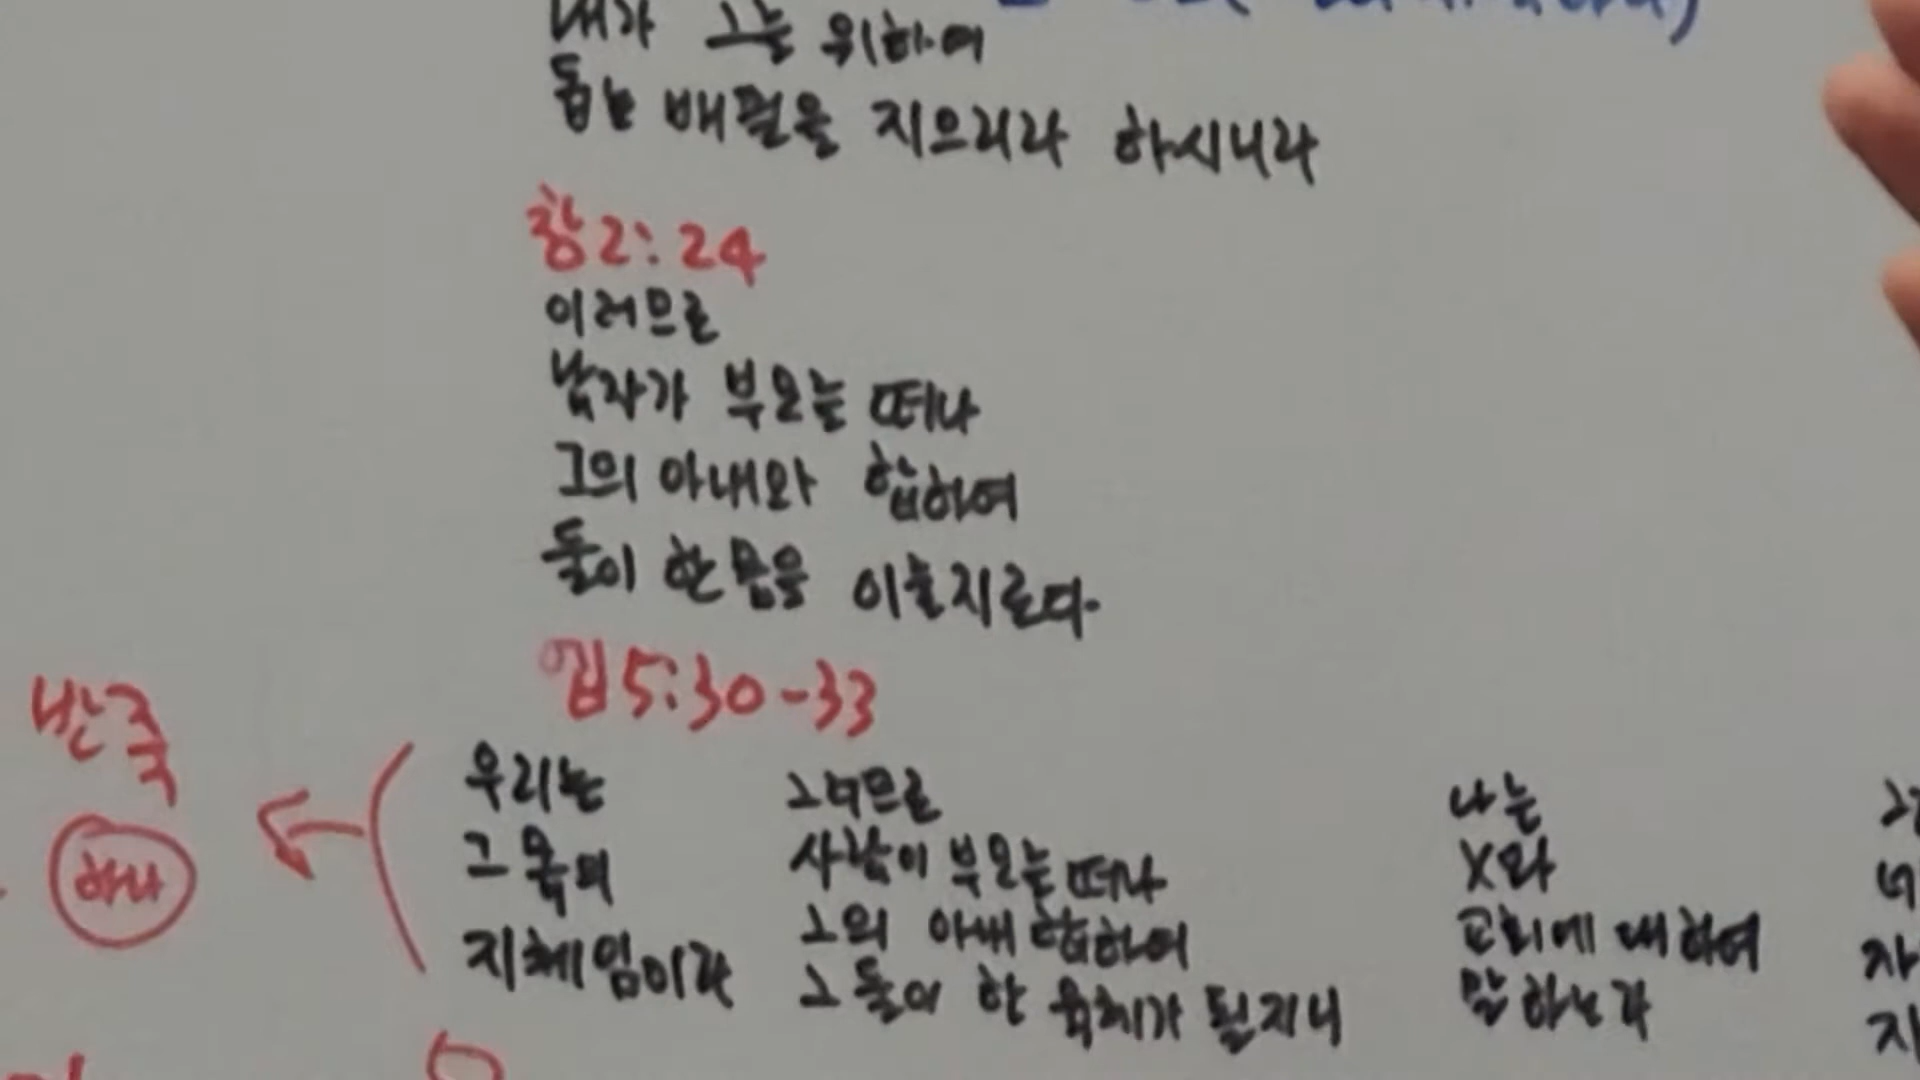 내가 그를 위하여
돕는 배필을 지으리라 하시니라
창2:24
이러므로
남자가 부모를 떠나
그의 아내와 합하여
둘이 한 몸을 이룰지로다
엡5:30-33
우리는
그 몸의
지체임이라
그러므로
사람이 부모를 떠나
그의 아내 합하여
그 둘이 한 육체가 될지니
나는
X와
교회에 대하여
말하노라
하나